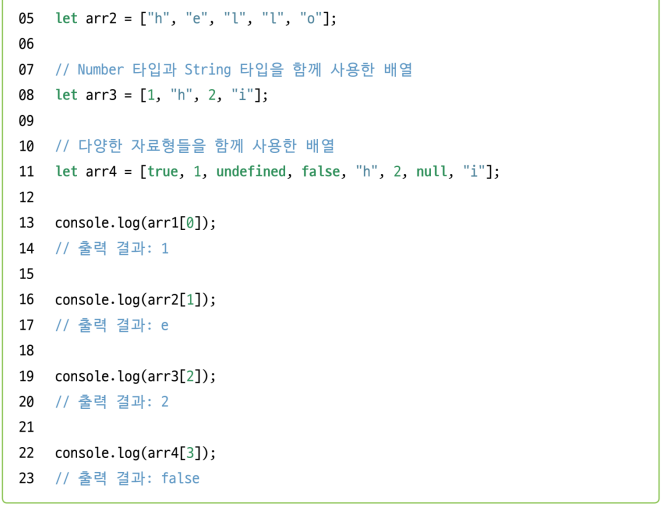 05 let arr2 = ["h", "e", "l", "l", "o"];
06
07 // Number 타입과 String 타입을 함께 사용한 배열
08 let arr3 = [1, "h", 2, "i"];
09
10 // 다양한 자료형들을 함께 사용한 배열
11 let arr4 = [true, 1, undefined, false, "h", 2, null, "i"];
12
13 console.log(arr1[0]);
14 // 출력 결과: 1
15
16 console.log(arr2[1]);
17 // 출력 결과: e
18
19 console.log(arr3[2]);
20 // 출력 결과: 2
21
22 console.log(arr4[3]);
23 // 출력 결과: false